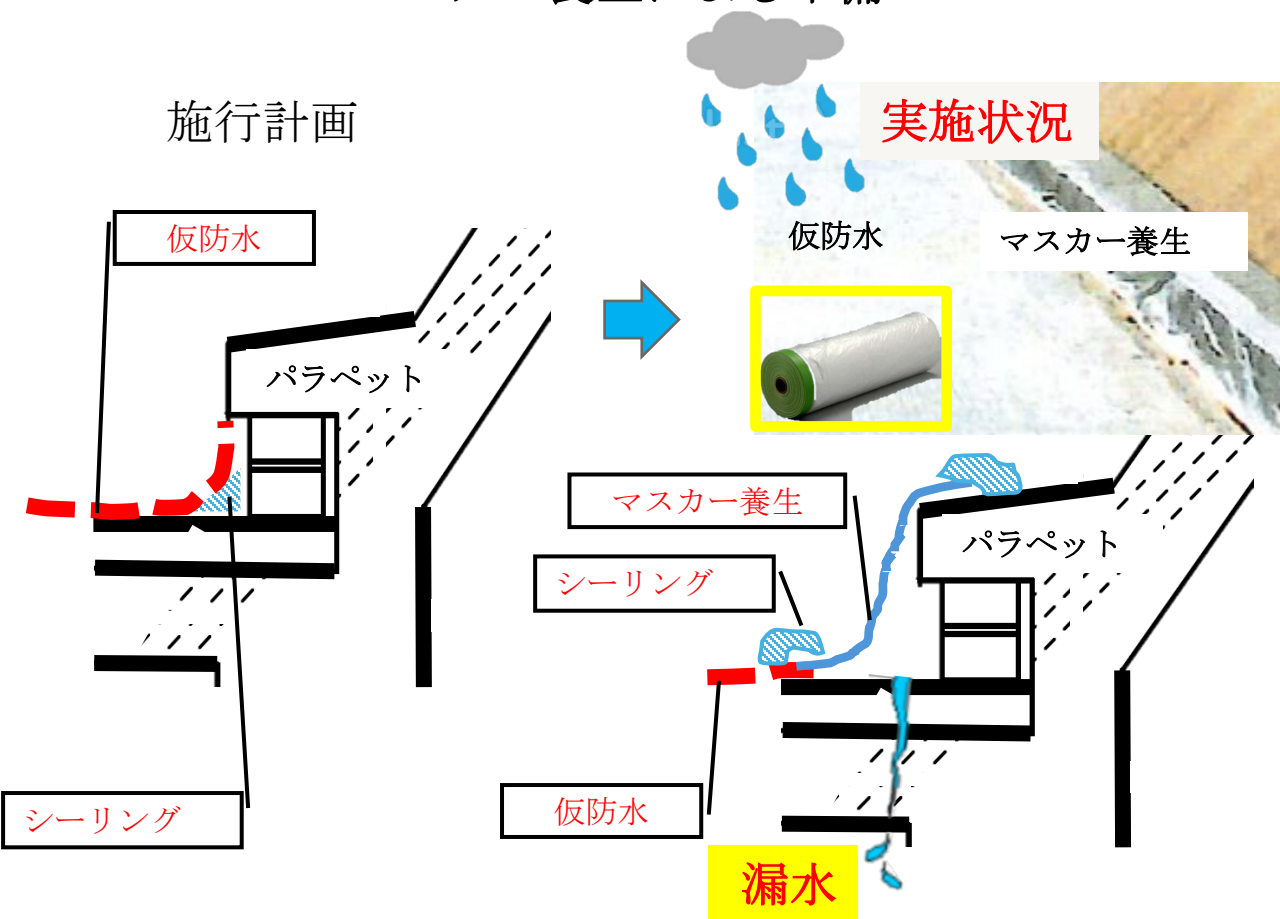 施行計画
実施状況
仮防水
仮防水
マスカー養生
パラペット
マスカー養生
シーリング
パラペット
仮防水
シーリング
漏水